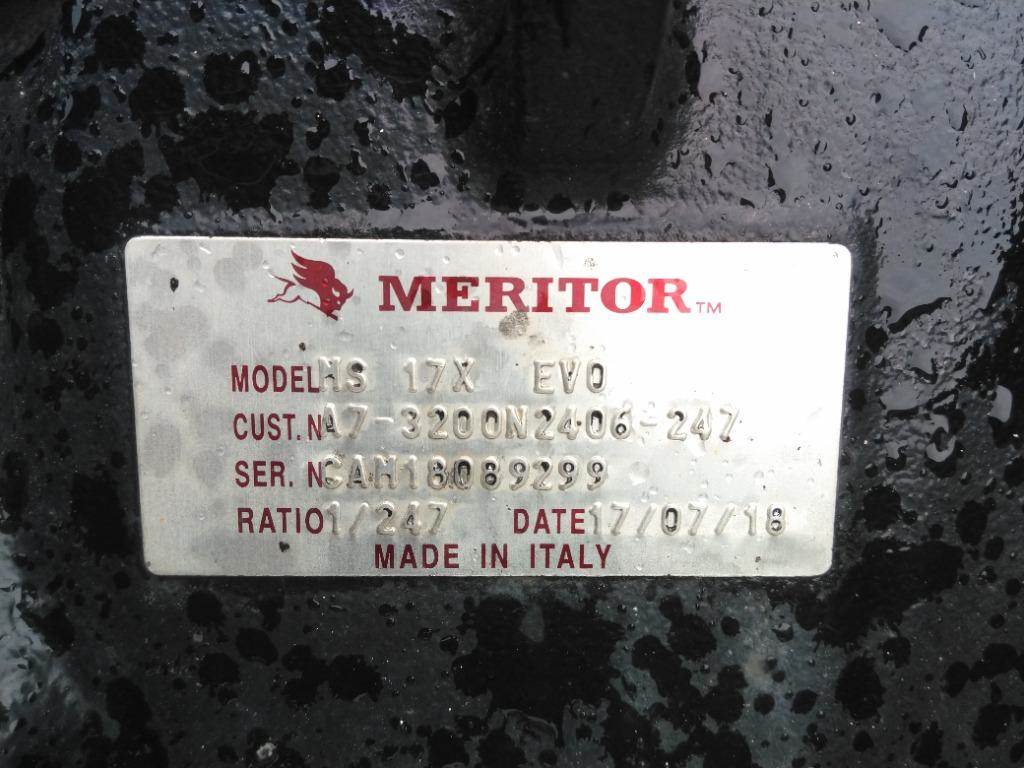 MERITOR™
MODEL MS 17X EVO
CUST. N A7-3200N2406-247
SER. N CAM18089299
RATIO 1/247 DATE 17/07/18
MADE IN ITALY